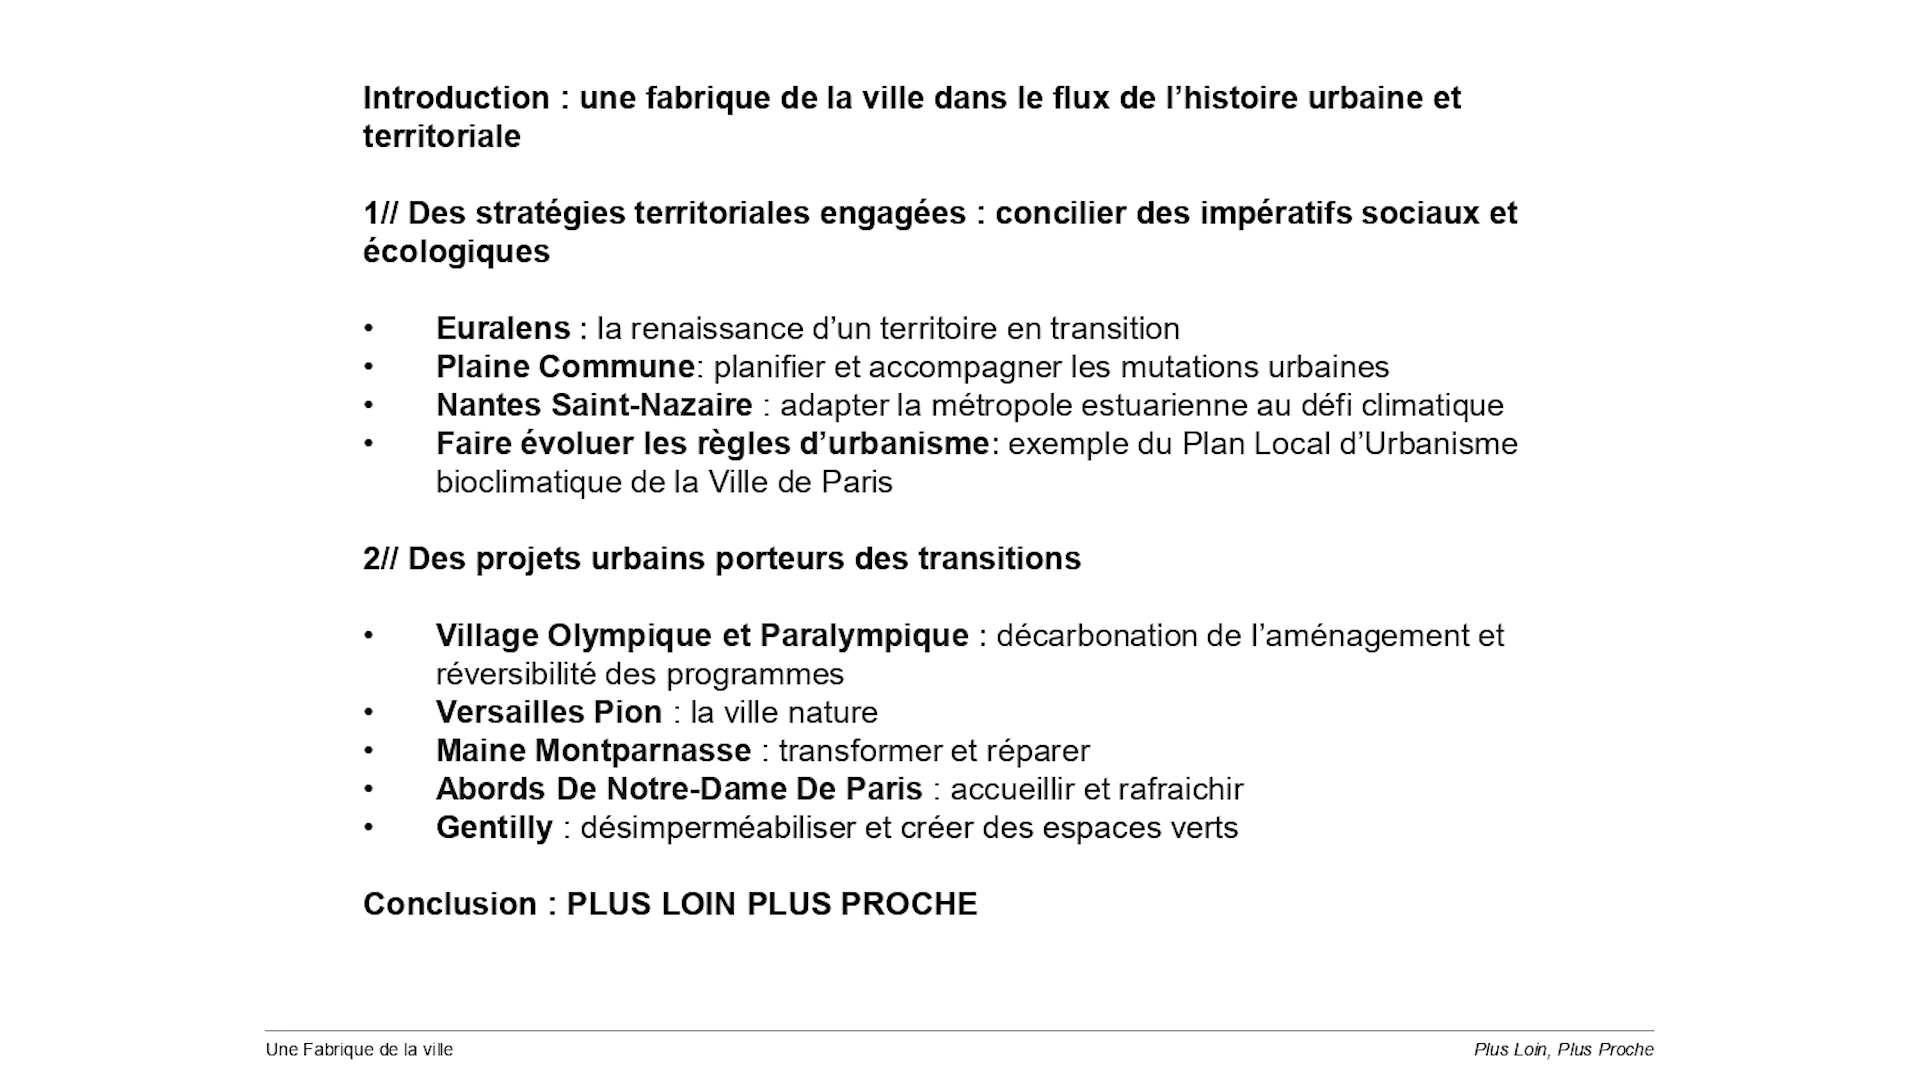 Introduction : une fabrique de la ville dans le flux de l’histoire urbaine et
territoriale
1// Des stratégies territoriales engagées : concilier des impératifs sociaux et
écologiques
• Euralens : la renaissance d’un territoire en transition
• Plaine Commune: planifier et accompagner les mutations urbaines
• Nantes Saint-Nazaire : adapter la métropole estuarienne au défi climatique
• Faire évoluer les règles d’urbanisme: exemple du Plan Local d’Urbanisme
bioclimatique de la Ville de Paris
2// Des projets urbains porteurs des transitions
• Village Olympique et Paralympique : décarbonation de l’aménagement et
réversibilité des programmes
• Versailles Pion : la ville nature
• Maine Montparnasse : transformer et réparer
• Abords De Notre-Dame De Paris : accueillir et rafraichir
• Gentilly : désimperméabiliser et créer des espaces verts
Conclusion : PLUS LOIN PLUS PROCHE
Une Fabrique de la ville
Plus Loin, Plus Proche